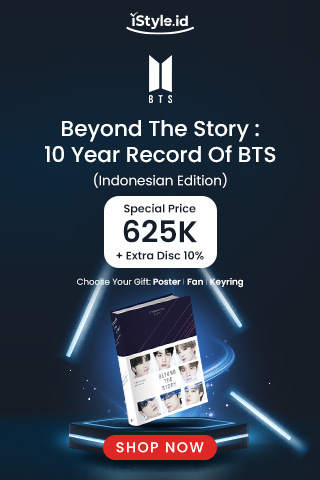 iStyle.id
BTS
Beyond The Story :
10 Year Record Of BTS
(Indonesian Edition)
Special Price
625K
+ Extra Disc 10%
Choose Your Gift: Poster | Fan | Keyring
BEYOND
THE
STORY
SHOP NOW